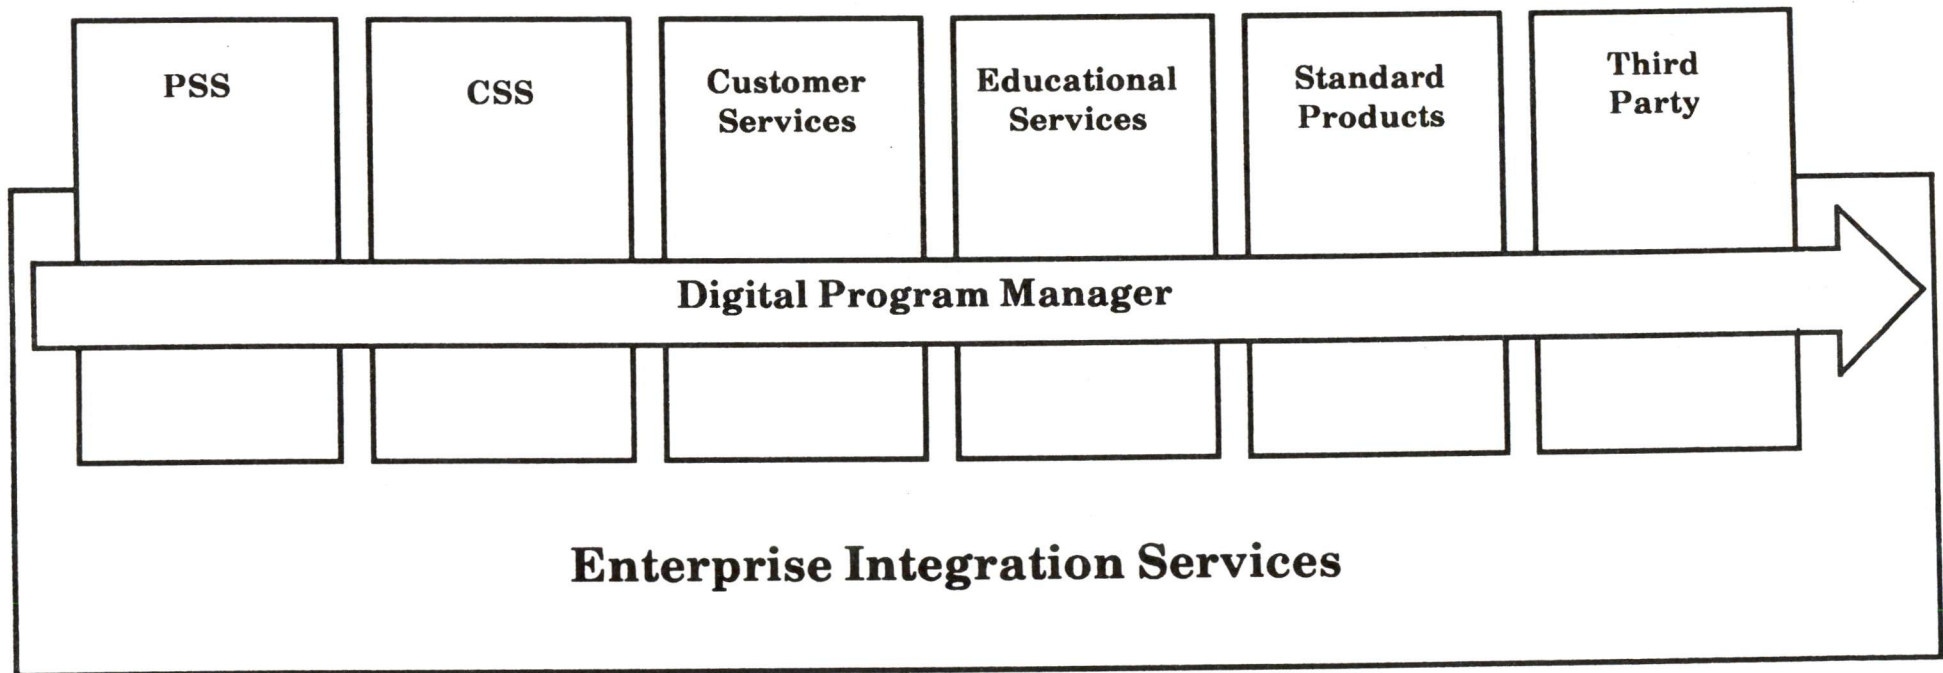 PSS
CSS
Customer
Services
Educational
Services
Standard
Products
Third
Party
Digital Program Manager
Enterprise Integration Services